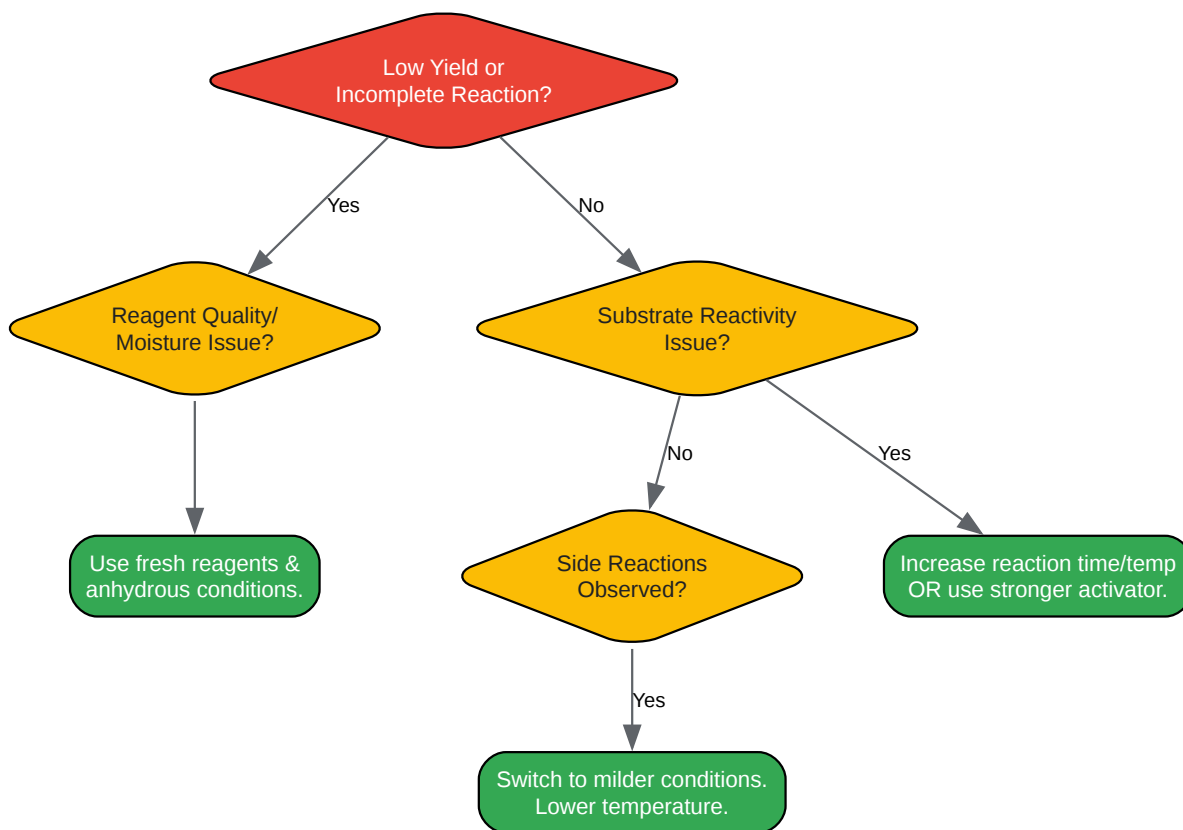 Low Yield or
Incomplete Reaction?
Yes
No
Reagent Quality/
Moisture Issue?
Substrate Reactivity
Issue?
No
Yes
Use fresh reagents &
anhydrous conditions.
Side Reactions
Observed?
Increase reaction time/temp
OR use stronger activator.
Yes
Switch to milder conditions.
Lower temperature.